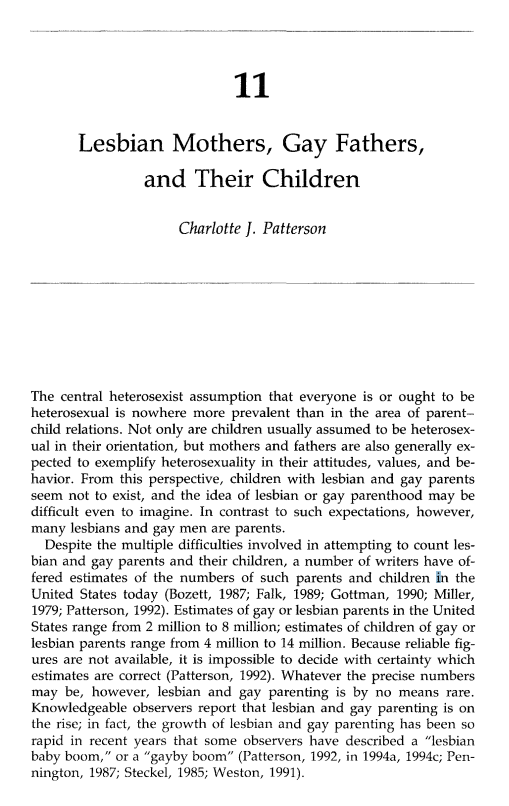 11
Lesbian Mothers, Gay Fathers,
and Their Children
Charlotte J. Patterson
The central heterosexist assumption that everyone is or ought to be
heterosexual is nowhere more prevalent than in the area of parent–
child relations. Not only are children usually assumed to be heterosex-
ual in their orientation, but mothers and fathers are also generally ex-
pected to exemplify heterosexuality in their attitudes, values, and be-
havior. From this perspective, children with lesbian and gay parents
seem not to exist, and the idea of lesbian or gay parenthood may be
difficult even to imagine. In contrast to such expectations, however,
many lesbians and gay men are parents.
Despite the multiple difficulties involved in attempting to count les-
bian and gay parents and their children, a number of writers have of-
fered estimates of the numbers of such parents and children in the
United States today (Bozett, 1987; Falk, 1989; Gottman, 1990; Miller,
1979; Patterson, 1992). Estimates of gay or lesbian parents in the United
States range from 2 million to 8 million; estimates of children of gay or
lesbian parents range from 4 million to 14 million. Because reliable fig-
ures are not available, it is impossible to decide with certainty which
estimates are correct (Patterson, 1992). Whatever the precise numbers
may be, however, lesbian and gay parenting is by no means rare.
Knowledgeable observers report that lesbian and gay parenting is on
the rise; in fact, the growth of lesbian and gay parenting has been so
rapid in recent years that some observers have described a "lesbian
baby boom," or a "gayby boom" (Patterson, 1992, in 1994a, 1994c; Pen-
nington, 1987; Steckel, 1985; Weston, 1991).